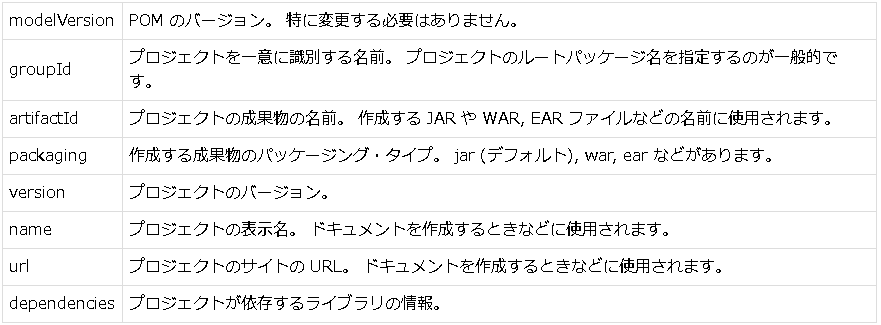 modelVersion POM のバージョン。 特に変更する必要はありません。
groupId プロジェクトを一意に識別する名前。 プロジェクトのルートパッケージ名を指定するのが一般的で
す。
artifactId プロジェクトの成果物の名前。 作成する JAR や WAR, EAR ファイルなどの名前に使用されます。
packaging 作成する成果物のパッケージング・タイプ。 jar (デフォルト), war, ear などがあります。
version プロジェクトのバージョン。
name プロジェクトの表示名。 ドキュメントを作成するときなどに使用されます。
url プロジェクトのサイトの URL。 ドキュメントを作成するときなどに使用されます。
dependencies プロジェクトが依存するライブラリの情報。